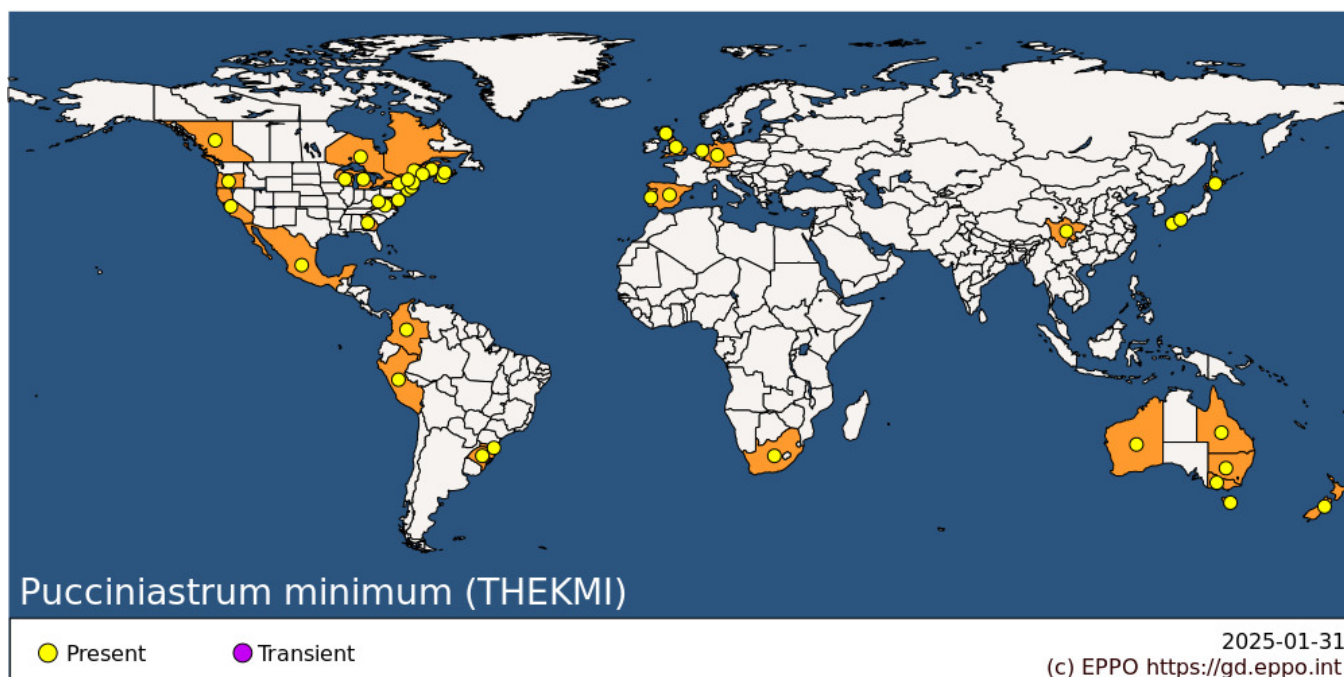 Pucciniastrum minimum (THEKMI)
Present
Transient
2025-01-31
(c) EPPO https://gd.eppo.int